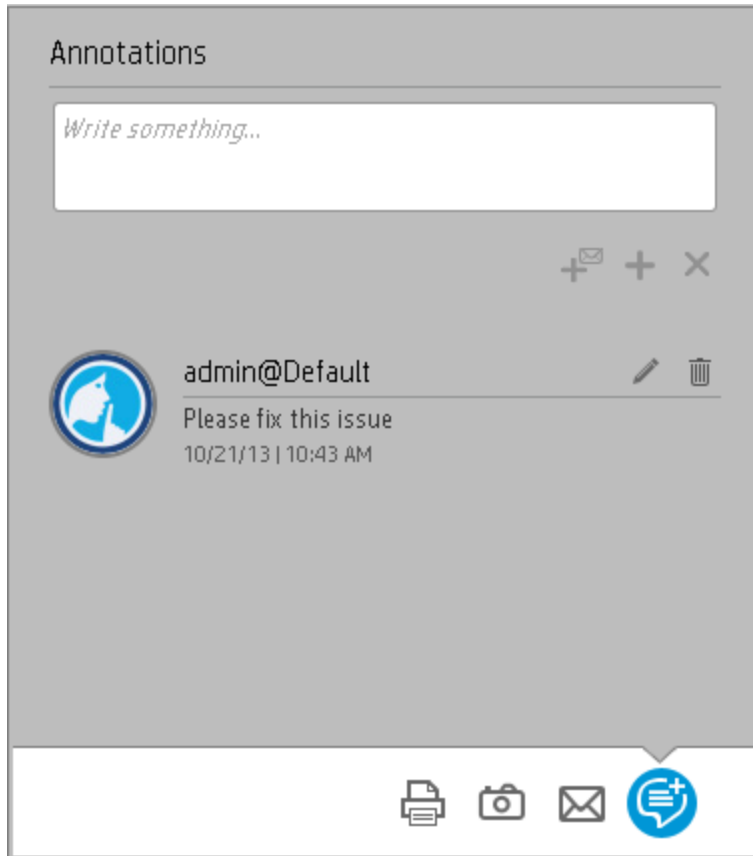 Annotations
Write something...
admin@Default
Please fix this issue
10/21/13 | 10:43 AM